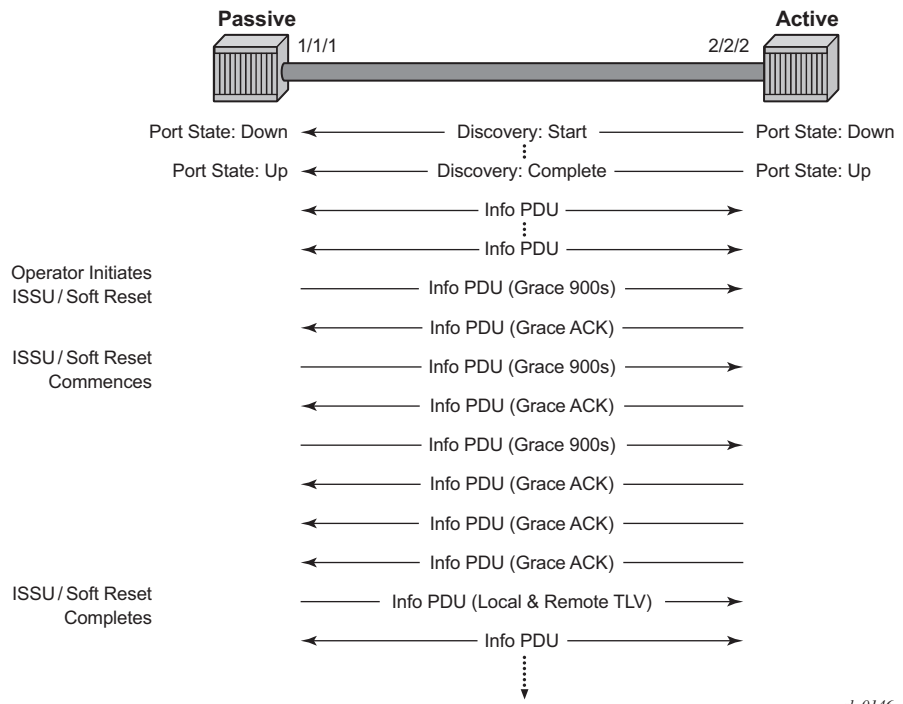 Passive
Active
1/1/1
2/2/2
Port State: Down
Discovery: Start
Port State: Down
Port State: Up
Discovery: Complete
Port State: Up
Info PDU
Info PDU
Operator Initiates
ISSU / Soft Reset
Info PDU (Grace 900s)
Info PDU (Grace ACK)
ISSU / Soft Reset
Commences
Info PDU (Grace 900s)
Info PDU (Grace ACK)
Info PDU (Grace 900s)
Info PDU (Grace ACK)
Info PDU (Grace ACK)
Info PDU (Grace ACK)
ISSU / Soft Reset
Completes
Info PDU (Local & Remote TLV)
Info PDU